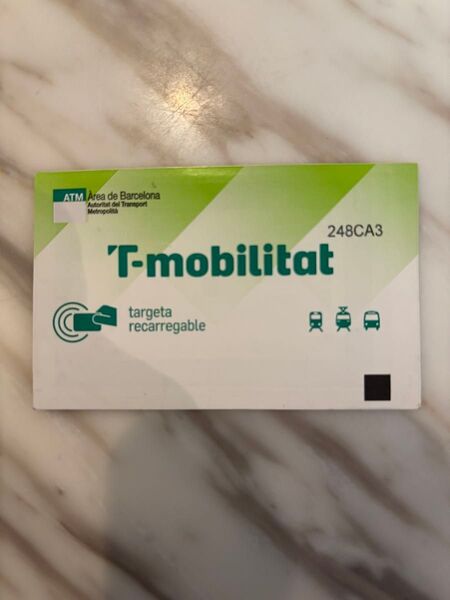 ATM Àrea de Barcelona
Autoritat del Transport
Metropolità
248CA3
T-mobilitat
targeta
recarregable